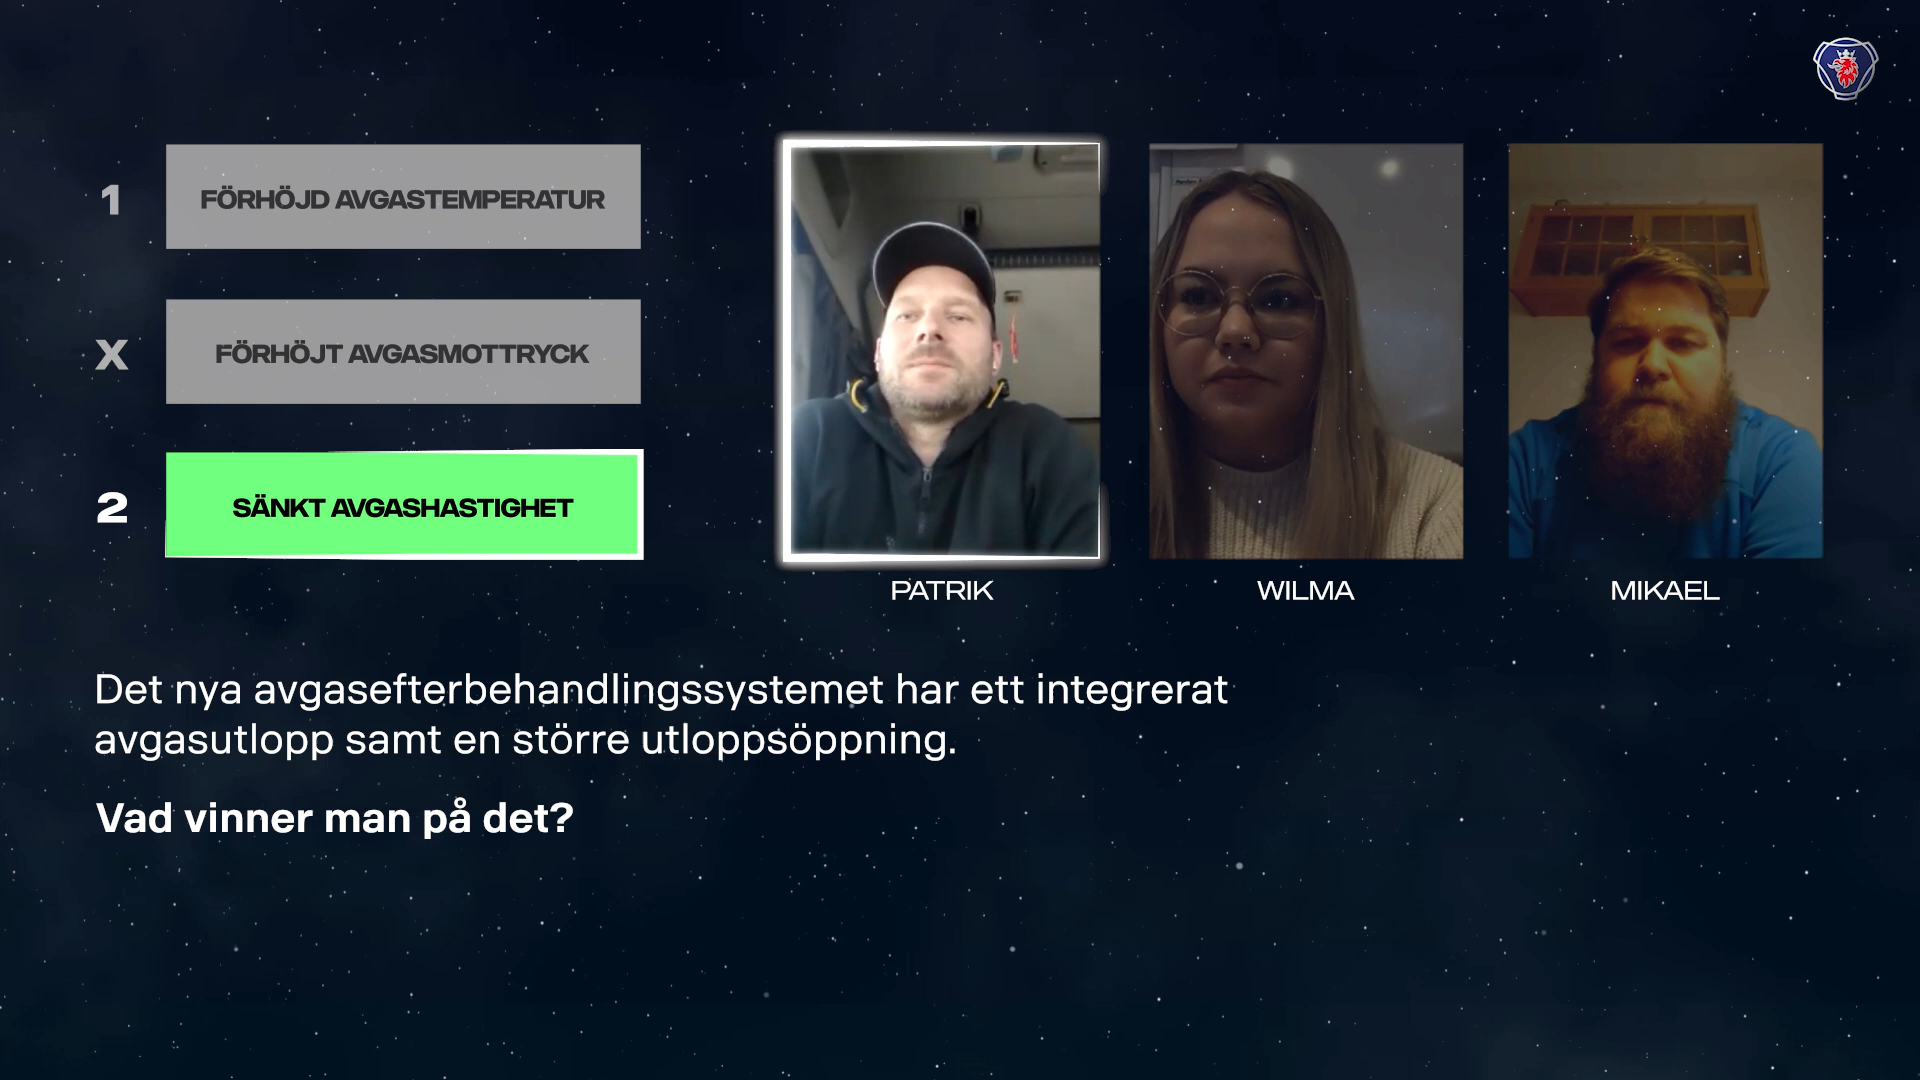 1
FÖRHÖJD AVGASTEMPERATUR
X
FÖRHÖJT AVGASMOTTRYCK
2
SÄNKT AVGASHASTIGHET
PATRIK
WILMA
MIKAEL
Det nya avgasefterbehandlingssystemet har ett integrerat
avgasutlopp samt en större utloppsöppning.
Vad vinner man på det?